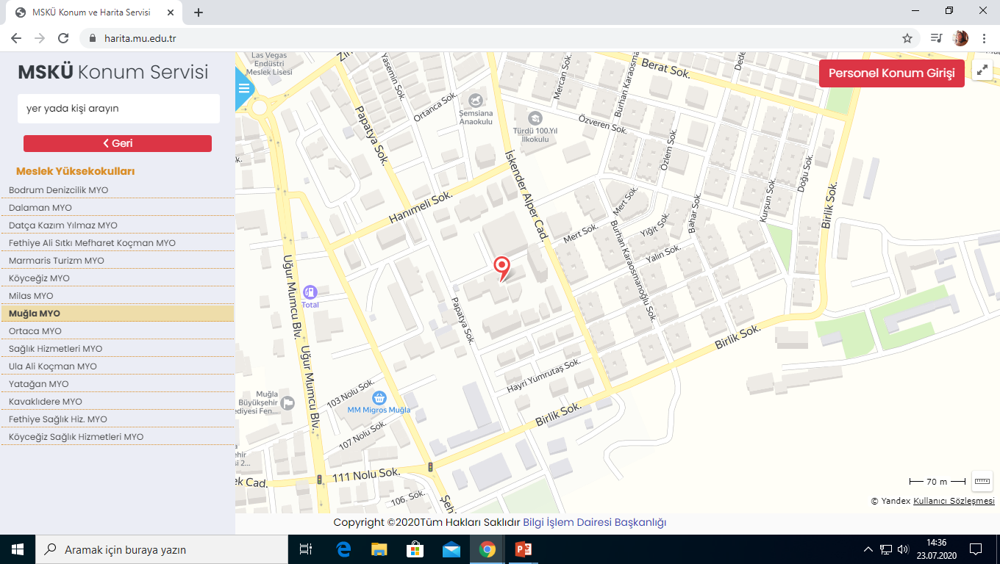 MSKÜ Konum ve Harita Servisi
harita.mu.edu.tr
MSKÜ Konum Servisi
yer yada kişi arayın
Geri
Meslek Yüksekokulları
Bodrum Denizcilik MYO
Dalaman MYO
Datça Kazım Yılmaz MYO
Fethiye Ali Sıtkı Mefharet Koçman MYO
Marmaris Turizm MYO
Köyceğiz MYO
Milas MYO
Muğla MYO
Ortaca MYO
Sağlık Hizmetleri MYO
Ula Ali Koçman MYO
Yatağan MYO
Kavaklıdere MYO
Fethiye Sağlık Hiz. MYO
Köyceğiz Sağlık Hizmetleri MYO
Personel Konum Girişi
Las Vegas
Endüstri
Meslek Lisesi
Yasemin Sok.
Papatya Sok.
Ortanca Sok.
Şemsiana
Anaokulu
Türdü 100.Yıl
İlkokulu
Mercan Sok.
Burhan Karaosm
Berat Sok.
Dede
Özveren Sok.
Özlem Sok.
Doğu Sok.
Kurşun Sok.
Birlik Sok.
İskender Alper Cad.
Hanımeli Sok.
Mert Sok.
Mert Sok.
Yiğit Sok.
Bahar Sok.
Yalın Sok.
Burhan Karaosmanoğlu Sok.
Uğur Mumcu Blv.
Total
Papatya Sok.
Uğur Mumcu Blv.
Birlik Sok.
Hayri Yumrutaş Sok.
103 Nolu Sok.
Muğla
Büyükşehir
ediyesi Fen...
MM Migros Muğla
Birlik Sok.
107 Nolu Sok.
hir
esi
si 2...
111 Nolu Sok.
ek Cad.
106. Sok.
Şeh
70 m
© Yandex Kullanıcı Sözleşmesi
Copyright ©2020Tüm Hakları Saklıdır Bilgi İşlem Dairesi Başkanlığı
Aramak için buraya yazın
14:36
23.07.2020